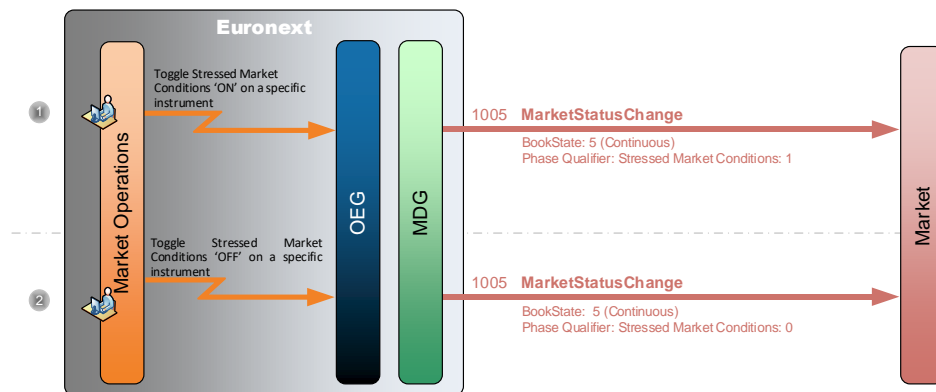 Euronext
Toggle Stressed Market
Conditions ‘ON’ on a specific
instrument
1
1005 MarketStatusChange
BookState: 5 (Continuous)
Phase Qualifier: Stressed Market Conditions: 1
Market Operations
OEG
MDG
Market
Toggle Stressed Market
Conditions ‘OFF’ on a specific
instrument
2
1005 MarketStatusChange
BookState: 5 (Continuous)
Phase Qualifier: Stressed Market Conditions: 0